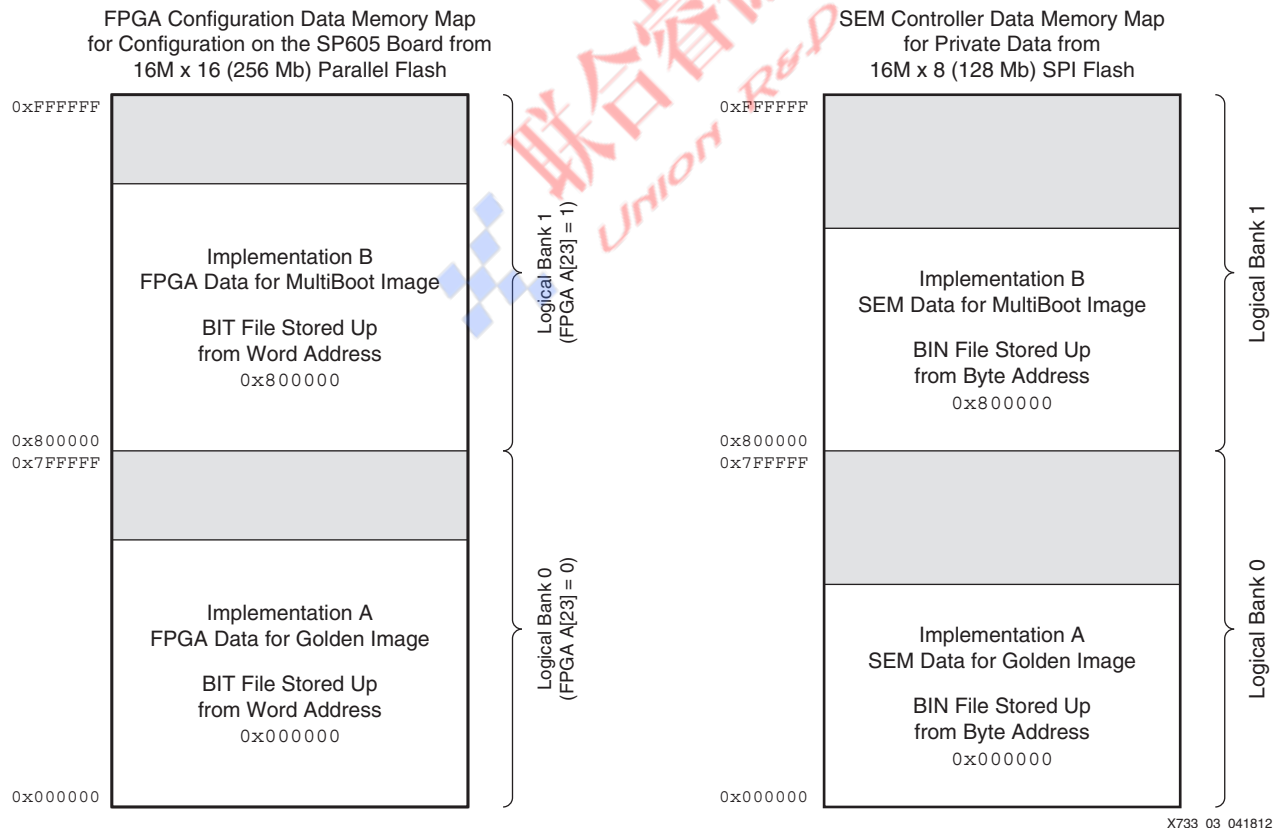 FPGA Configuration Data Memory Map
for Configuration on the SP605 Board from
16M x 16 (256 Mb) Parallel Flash
0xFFFFFF
Implementation B
FPGA Data for MultiBoot Image
BIT File Stored Up
from Word Address
0x800000
Logical Bank 1
(FPGA A[23] = 1)
0x800000
0x7FFFFF
Implementation A
FPGA Data for Golden Image
BIT File Stored Up
from Word Address
0x000000
Logical Bank 0
(FPGA A[23] = 0)
0x000000
SEM Controller Data Memory Map
for Private Data from
16M x 8 (128 Mb) SPI Flash
0xFFFFFF
Implementation B
SEM Data for MultiBoot Image
BIN File Stored Up
from Byte Address
0x800000
Logical Bank 1
0x800000
0x7FFFFF
Implementation A
SEM Data for Golden Image
BIN File Stored Up
from Byte Address
0x000000
Logical Bank 0
0x000000
X733_03_041812
联合睿
UNION R&D